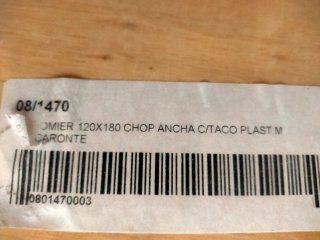 08/1470
OMIER 120X180 CHOP ANCHA C/TACO PLAST M
CARONTE
0801470003